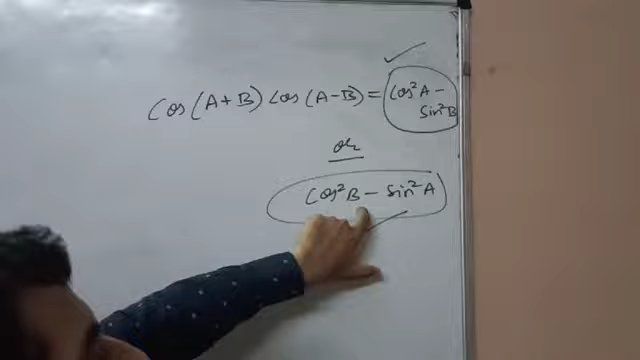 Cos(A+B) Cos(A-B) = Cos²A - Sin²B
or
Cos²B - Sin²A